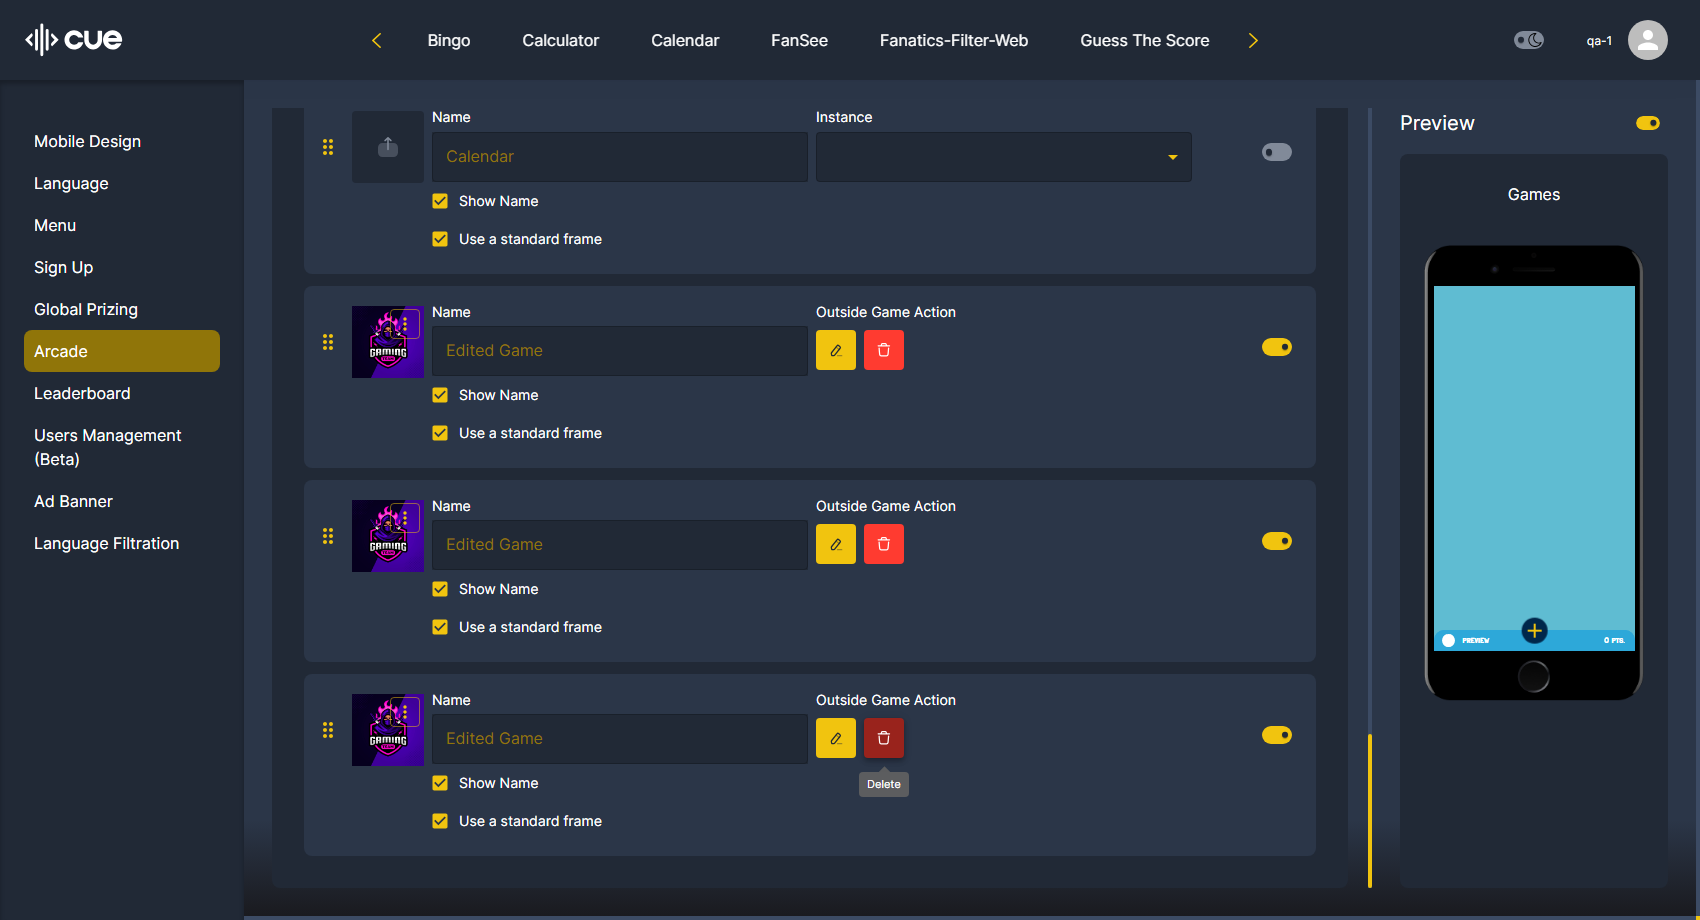 cue
Bingo
Calculator
Calendar
FanSee
Fanatics-Filter-Web
Guess The Score
qa-1
Mobile Design
Language
Menu
Sign Up
Global Prizing
Arcade
Leaderboard
Users Management
(Beta)
Ad Banner
Language Filtration
Name
Instance
Calendar
Show Name
Use a standard frame
GAMING
Name
Outside Game Action
Edited Game
Show Name
Use a standard frame
GAMING
Name
Outside Game Action
Edited Game
Show Name
Use a standard frame
GAMING
Name
Outside Game Action
Edited Game
Delete
Show Name
Use a standard frame
Preview
Games
PREVIEW
0 PTS.